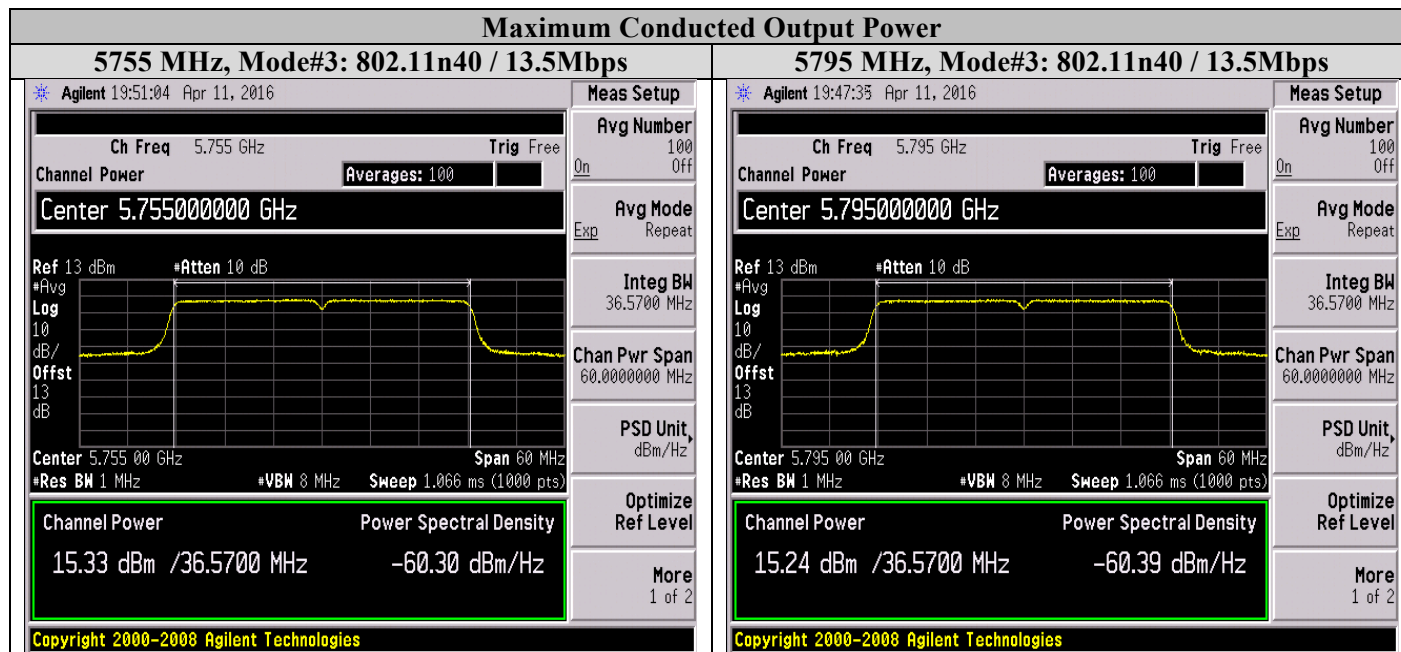 Maximum Conducted Output Power
5755 MHz, Mode#3: 802.11n40 / 13.5Mbps
Agilent 19:51:04 Apr 11, 2016
Meas Setup
Ch Freq 5.755 GHz Trig Free
Channel Power Averages: 100
Center 5.755000000 GHz
Ref 13 dBm #Atten 10 dB
#Avg
Log
10
dB/
Offst
13
dB
Center 5.755 00 GHz Span 60 MHz
#Res BW 1 MHz #VBW 8 MHz Sweep 1.066 ms (1000 pts)
Channel Power Power Spectral Density
15.33 dBm /36.5700 MHz -60.30 dBm/Hz
Copyright 2000-2008 Agilent Technologies
Avg Number
100
On Off
Avg Mode
Exp Repeat
Integ BW
36.5700 MHz
Chan Pwr Span
60.0000000 MHz
PSD Unit
dBm/Hz
Optimize
Ref Level
More
1 of 2
5795 MHz, Mode#3: 802.11n40 / 13.5Mbps
Agilent 19:47:35 Apr 11, 2016
Meas Setup
Ch Freq 5.795 GHz Trig Free
Channel Power Averages: 100
Center 5.795000000 GHz
Ref 13 dBm #Atten 10 dB
#Avg
Log
10
dB/
Offst
13
dB
Center 5.795 00 GHz Span 60 MHz
#Res BW 1 MHz #VBW 8 MHz Sweep 1.066 ms (1000 pts)
Channel Power Power Spectral Density
15.24 dBm /36.5700 MHz -60.39 dBm/Hz
Copyright 2000-2008 Agilent Technologies
Avg Number
100
On Off
Avg Mode
Exp Repeat
Integ BW
36.5700 MHz
Chan Pwr Span
60.0000000 MHz
PSD Unit
dBm/Hz
Optimize
Ref Level
More
1 of 2